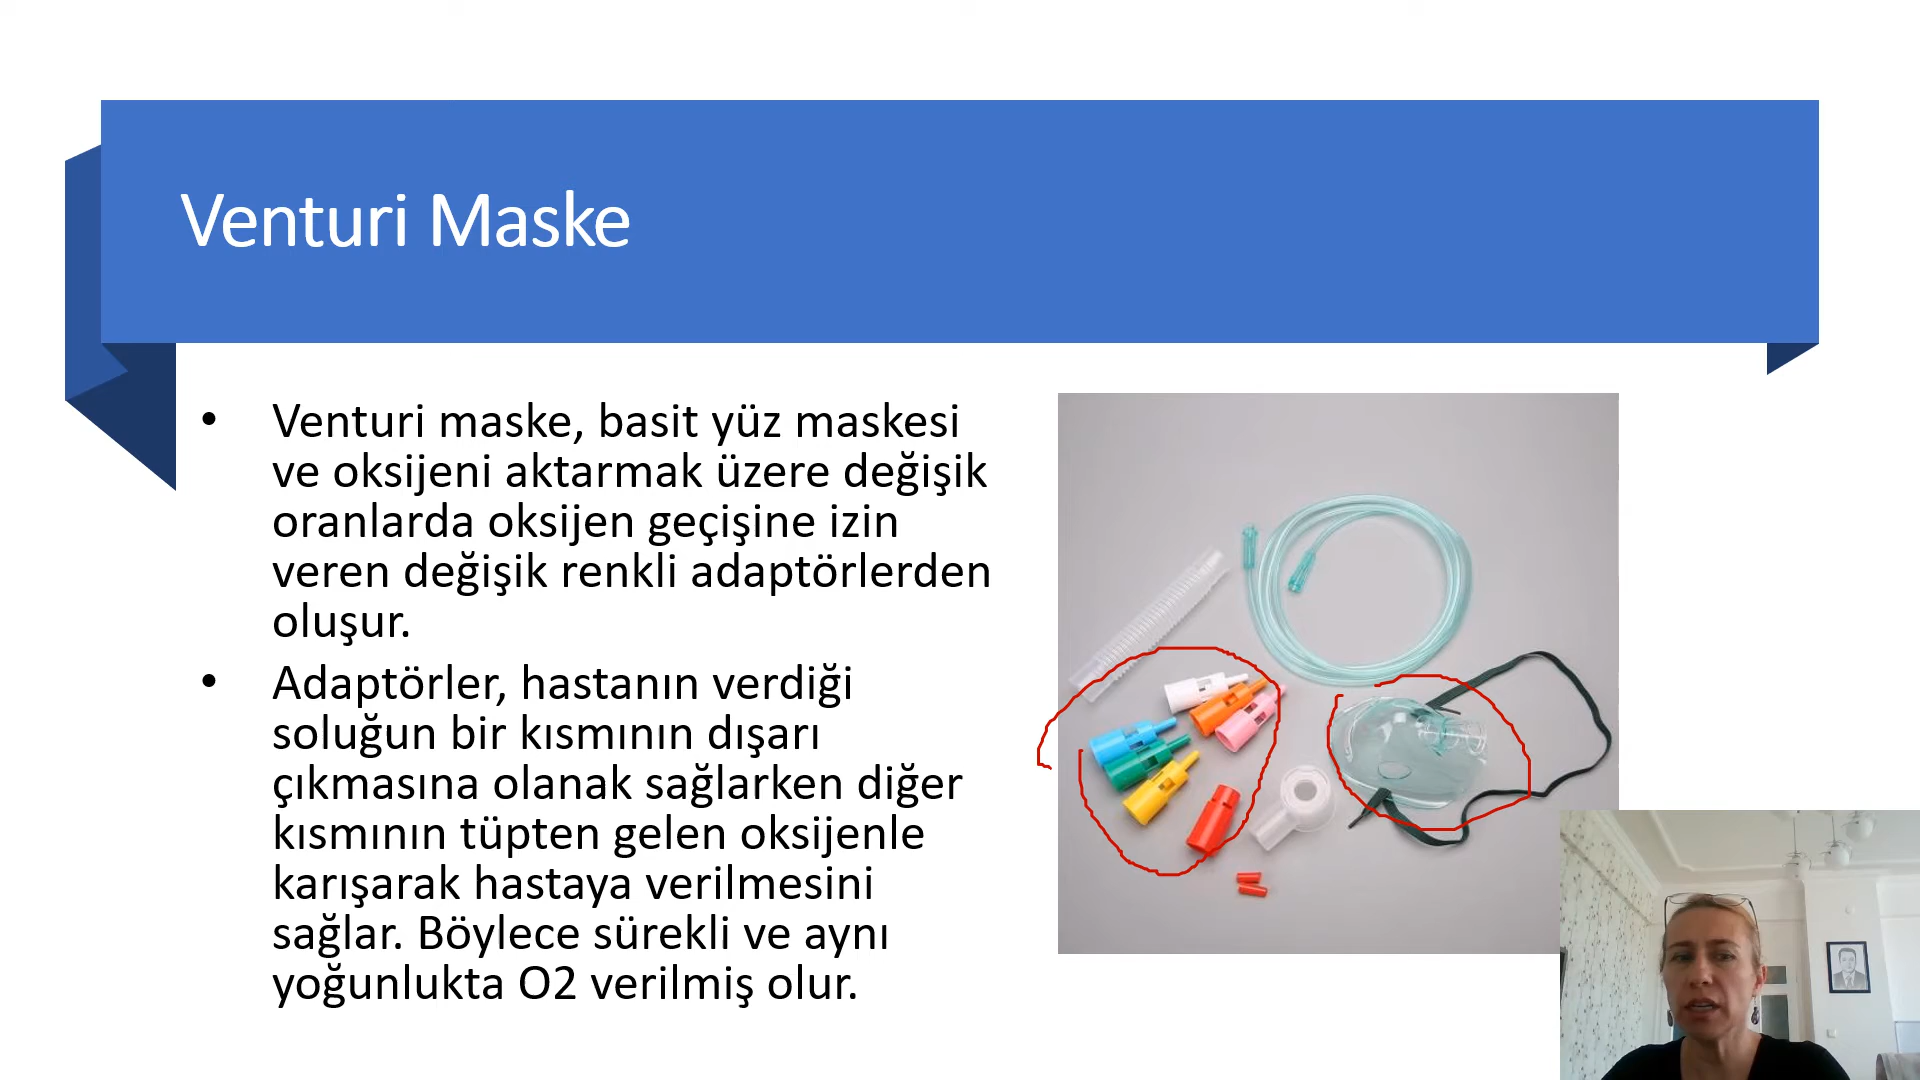 Venturi Maske
• Venturi maske, basit yüz maskesi
ve oksijeni aktarmak üzere değişik
oranlarda oksijen geçişine izin
veren değişik renkli adaptörlerden
oluşur.
• Adaptörler, hastanın verdiği
soluğun bir kısmının dışarı
çıkmasına olanak sağlarken diğer
kısmının tüpten gelen oksijenle
karışarak hastaya verilmesini
sağlar. Böylece sürekli ve aynı
yoğunlukta O2 verilmiş olur.